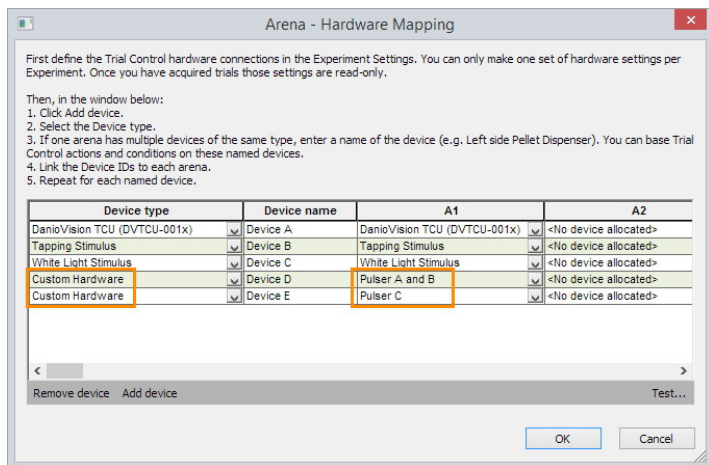 Arena - Hardware Mapping
First define the Trial Control hardware connections in the Experiment Settings. You can only make one set of hardware settings per
Experiment. Once you have acquired trials those settings are read-only.
Then, in the window below:
1. Click Add device.
2. Select the Device type.
3. If one arena has multiple devices of the same type, enter a name of the device (e.g. Left side Pellet Dispenser). You can base Trial
Control actions and conditions on these named devices.
4. Link the Device IDs to each arena.
5. Repeat for each named device.
Device type Device name A1 A2
DanioVision TCU (DVTCU-001x) Device A DanioVision TCU (DVTCU-001x) <No device allocated>
Tapping Stimulus Device B Tapping Stimulus <No device allocated>
White Light Stimulus Device C White Light Stimulus <No device allocated>
Custom Hardware Device D Pulser A and B <No device allocated>
Custom Hardware Device E Pulser C <No device allocated>
Remove device Add device Test...
OK Cancel